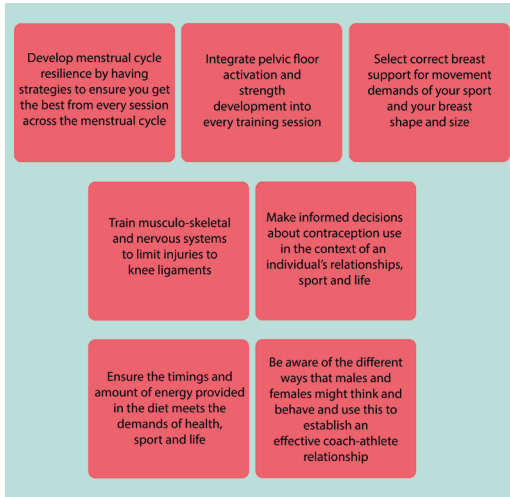 Develop menstrual cycle
resilience by having
strategies to ensure you get
the best from every session
across the menstrual cycle
Integrate pelvic floor
activation and
strength
development into
every training session
Select correct breast
support for movement
demands of your sport
and your breast
shape and size
Train musculo-skeletal
and nervous systems
to limit injuries to
knee ligaments
Make informed decisions
about contraception use
in the context of an
individual's relationships,
sport and life
Ensure the timings and
amount of energy provided
in the diet meets the
demands of health,
sport and life
Be aware of the different
ways that males and
females might think and
behave and use this to
establish an
effective coach-athlete
relationship